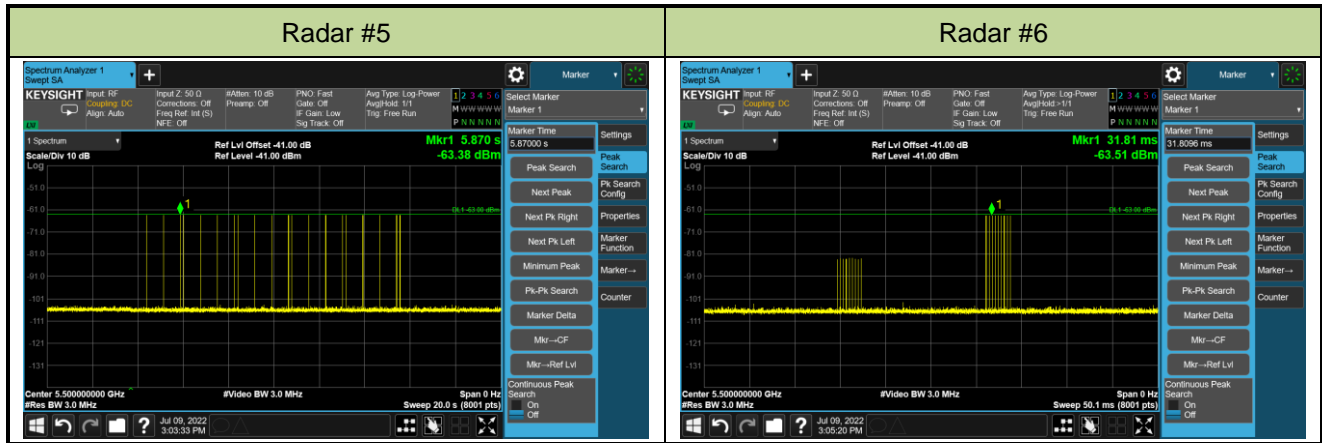 Radar #5
Spectrum Analyzer 1
Swept SA
Marker
KEYSIGHT
Input: RF
Coupling: DC
Align: Auto
Input Z: 50 Ω
Corrections: Off
Freq Ref: Int (S)
NFE: Off
#Atten: 10 dB
Preamp: Off
PNO: Fast
Gate: Off
IF Gain: Low
Sig Track: Off
Avg Type: Log-Power
Avg|Hold: 1/1
Trig: Free Run
1 2 3 4 5 6
M W W W W W
P N N N N N
Select Marker
Marker 1
LXI
1 Spectrum
Scale/Div 10 dB
Log
Ref Lvl Offset -41.00 dB
Ref Level -41.00 dBm
Mkr1 5.870 s
-63.38 dBm
Marker Time
5.87000 s
Settings
Peak Search
Next Peak
Next Pk Right
Next Pk Left
Minimum Peak
Pk-Pk Search
Marker Delta
Mkr→CF
Mkr→Ref Lvl
Continuous Peak
Search
On
Off
Peak
Search
Pk Search
Config
Properties
Marker
Function
Marker→
Counter
1
DL1 -63.00 dBm
-51.0
-61.0
-71.0
-81.0
-91.0
-101
-111
-121
-131
Center 5.500000000 GHz
#Res BW 3.0 MHz
#Video BW 3.0 MHz
Span 0 Hz
Sweep 20.0 s (8001 pts)
Jul 09, 2022
3:03:33 PM
Radar #6
Spectrum Analyzer 1
Swept SA
Marker
KEYSIGHT
Input: RF
Coupling: DC
Align: Auto
Input Z: 50 Ω
Corrections: Off
Freq Ref: Int (S)
NFE: Off
#Atten: 10 dB
Preamp: Off
PNO: Fast
Gate: Off
IF Gain: Low
Sig Track: Off
Avg Type: Log-Power
Avg|Hold:>1/1
Trig: Free Run
1 2 3 4 5 6
M W W W W W
P N N N N N
Select Marker
Marker 1
LXI
1 Spectrum
Scale/Div 10 dB
Log
Ref Lvl Offset -41.00 dB
Ref Level -41.00 dBm
Mkr1 31.81 ms
-63.51 dBm
Marker Time
31.8096 ms
Settings
Peak Search
Next Peak
Next Pk Right
Next Pk Left
Minimum Peak
Pk-Pk Search
Marker Delta
Mkr→CF
Mkr→Ref Lvl
Continuous Peak
Search
On
Off
Peak
Search
Pk Search
Config
Properties
Marker
Function
Marker→
Counter
1
DL1 -63.00 dBm
-51.0
-61.0
-71.0
-81.0
-91.0
-101
-111
-121
-131
Center 5.500000000 GHz
#Res BW 3.0 MHz
#Video BW 3.0 MHz
Span 0 Hz
Sweep 50.1 ms (8001 pts)
Jul 09, 2022
3:05:20 PM